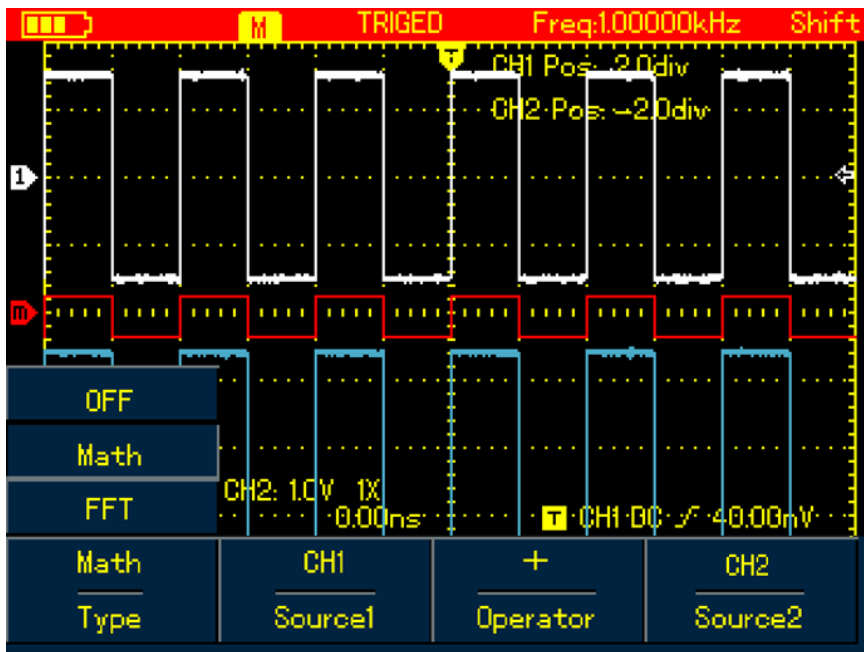 M TRIGED Freq:1.00000kHz Shift
T
CH1 Pos: 2.0div
CH2 Pos: -2.0div
1
m
OFF
Math
FFT
CH2: 1.0V 1X
0.00ns T CH1 DC 40.00mV
Math CH1 + CH2
Type Source1 Operator Source2